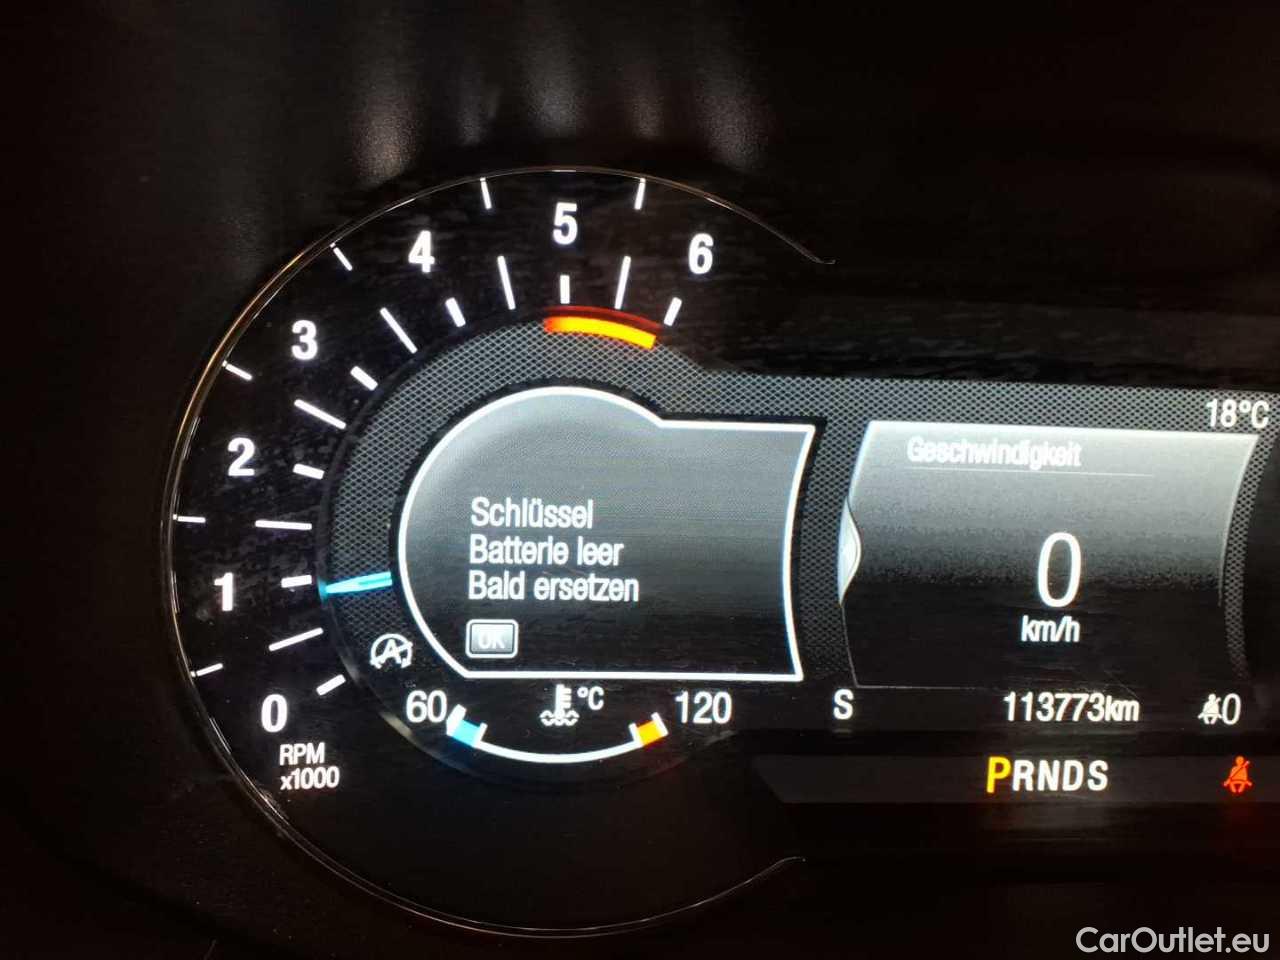 5
4
6
3
2
1
0
RPM
x1000
Schlüssel
Batterie leer
Bald ersetzen
OK
A
60
°C
120
18°C
Geschwindigkeit
0
km/h
S
113773km
0
PRNDS
CarOutlet.eu